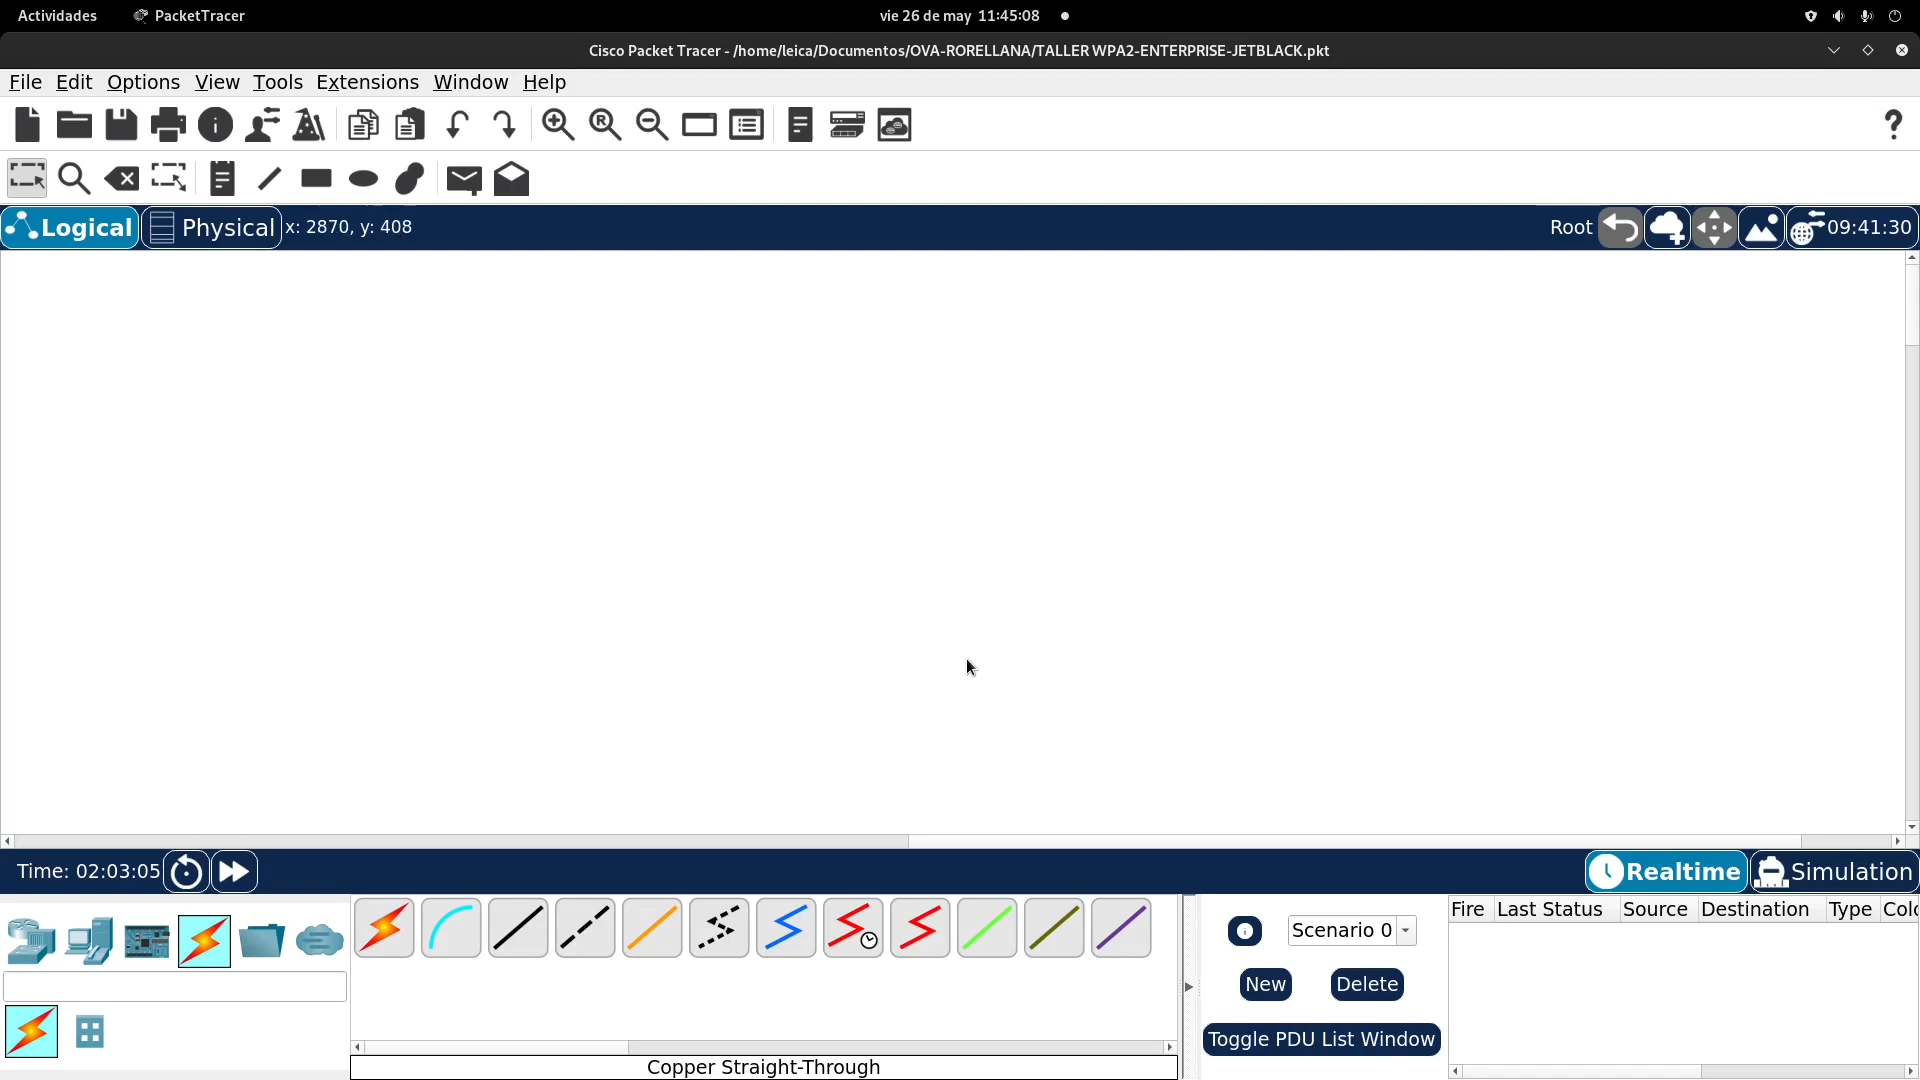 Actividades PacketTracer vie 26 de may 11:45:08
Cisco Packet Tracer - /home/leica/Documentos/OVA-RORELLANA/TALLER WPA2-ENTERPRISE-JETBLACK.pkt
File Edit Options View Tools Extensions Window Help
Logical Physical x: 2870, y: 408 Root 09:41:30
Time: 02:03:05 Realtime Simulation
Fire Last Status Source Destination Type Colo
Scenario 0
New Delete
Toggle PDU List Window
Copper Straight-Through